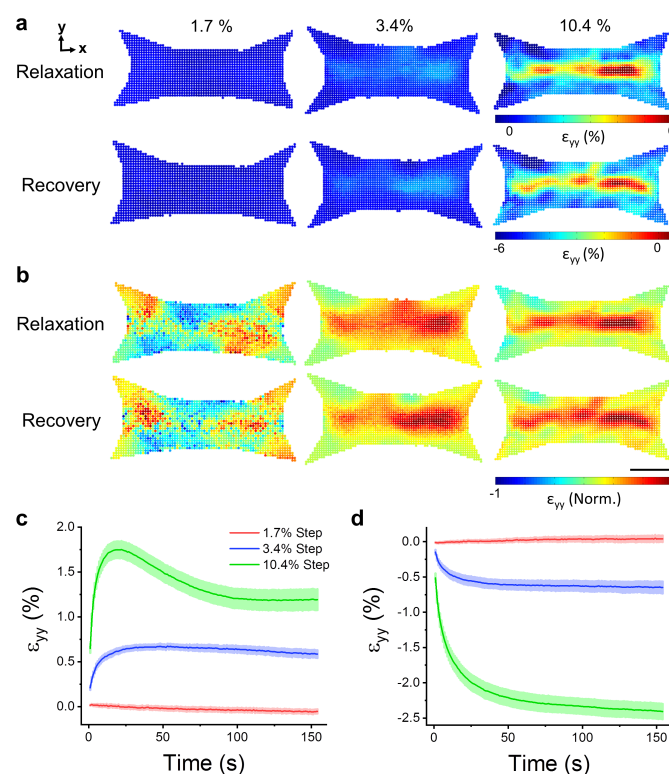 a
y
x
1.7 %
3.4%
10.4 %
Relaxation
0
ε_yy (%)
Recovery
-6
0
ε_yy (%)
b
Relaxation
Recovery
-1
ε_yy (Norm.)
c
2.0
1.5
1.0
0.5
0.0
ε_yy (%)
1.7% Step
3.4% Step
10.4% Step
0
50
100
150
Time (s)
d
0.0
-0.5
-1.0
-1.5
-2.0
-2.5
ε_yy (%)
0
50
100
150
Time (s)